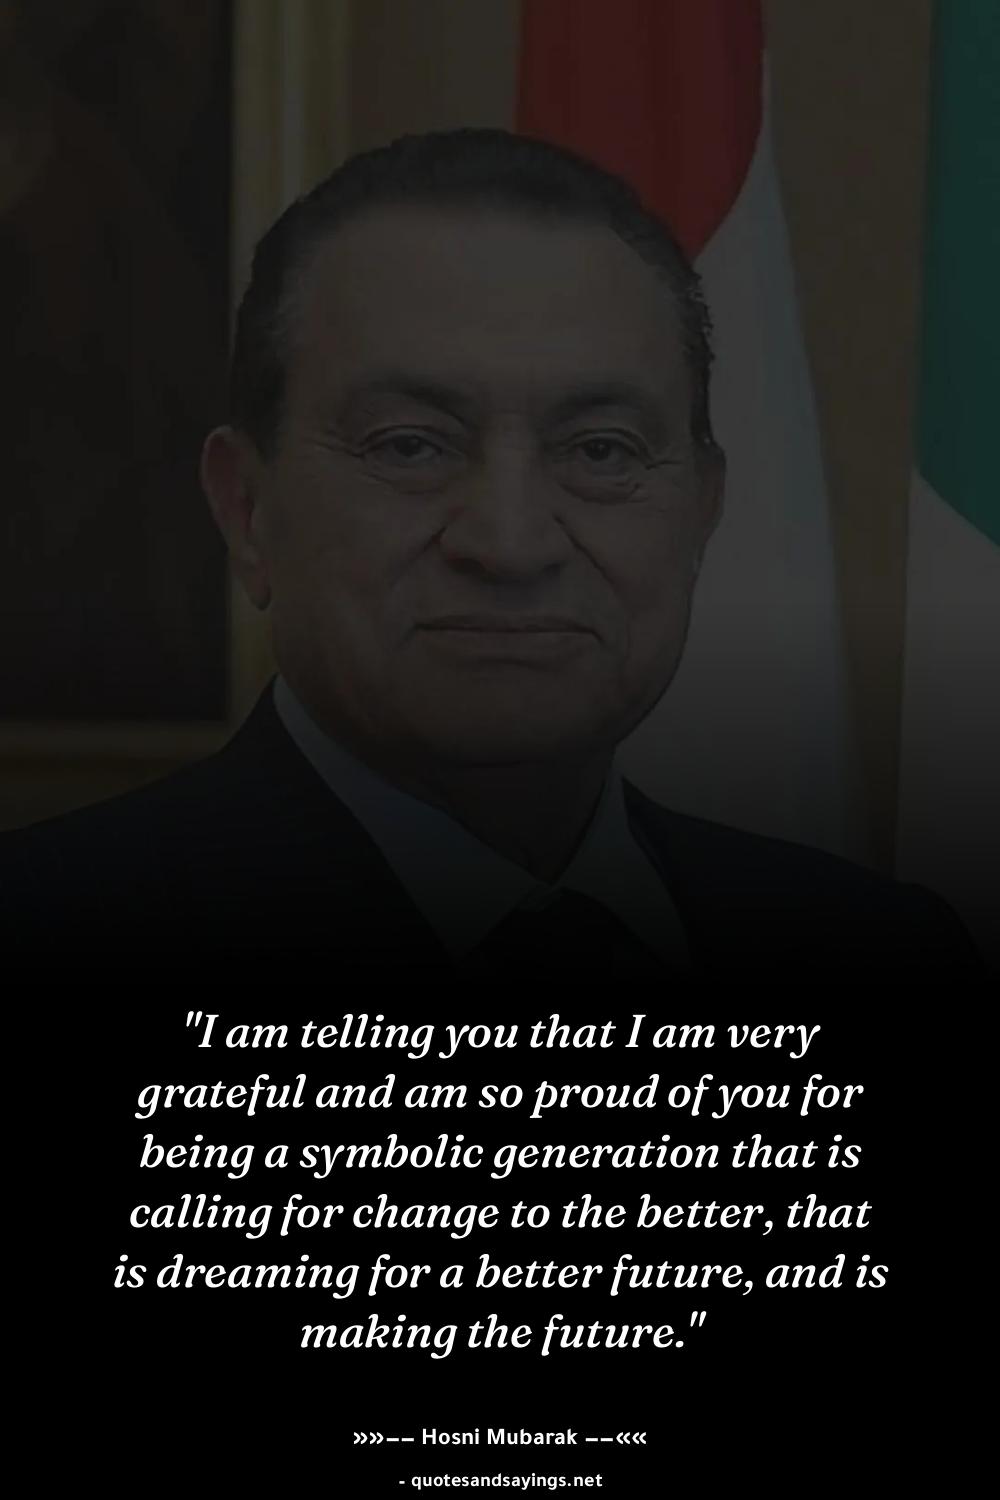 "I am telling you that I am very
grateful and am so proud of you for
being a symbolic generation that is
calling for change to the better, that
is dreaming for a better future, and is
making the future."
»»−− Hosni Mubarak −−««
- quotesandsayings.net